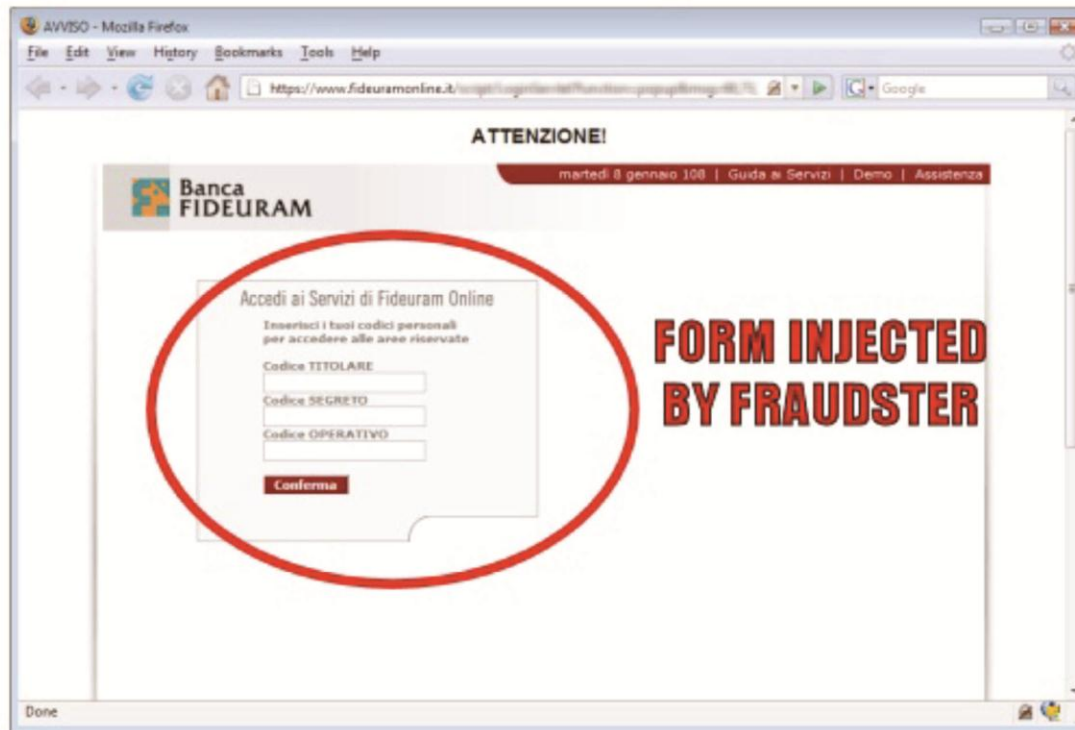 AVVISO - Mozilla Firefox
File Edit View History Bookmarks Tools Help
https://www.fideuramonline.it/ Google
ATTENZIONE!
martedì 8 gennaio 108 | Guida ai Servizi | Demo | Assistenza
Banca
FIDEURAM
Accedi ai Servizi di Fideuram Online
Inserisci i tuoi codici personali
per accedere alle aree riservate
Codice TITOLARE
Codice SEGRETO
Codice OPERATIVO
Conferma
FORM INJECTED
BY FRAUDSTER
Done